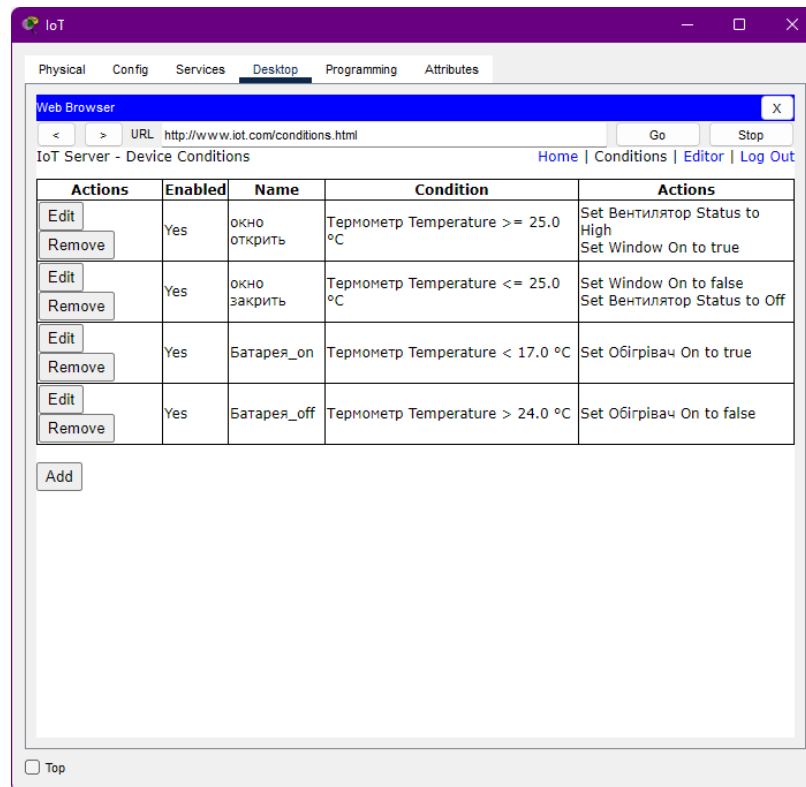 IoT
Physical Config Services Desktop Programming Attributes
Web Browser X
< > URL http://www.iot.com/conditions.html Go Stop
IoT Server - Device Conditions Home | Conditions | Editor | Log Out
Actions Enabled Name Condition Actions
Edit
Remove
Yes
окно
открить
Термометр Temperature >= 25.0
°C
Set Вентилятор Status to
High
Set Window On to true
Edit
Remove
Yes
окно
закрить
Термометр Temperature <= 25.0
°C
Set Window On to false
Set Вентилятор Status to Off
Edit
Remove
Yes
Батарея_on
Термометр Temperature < 17.0 °C
Set Обігрівач On to true
Edit
Remove
Yes
Батарея_off
Термометр Temperature > 24.0 °C
Set Обігрівач On to false
Add
Top